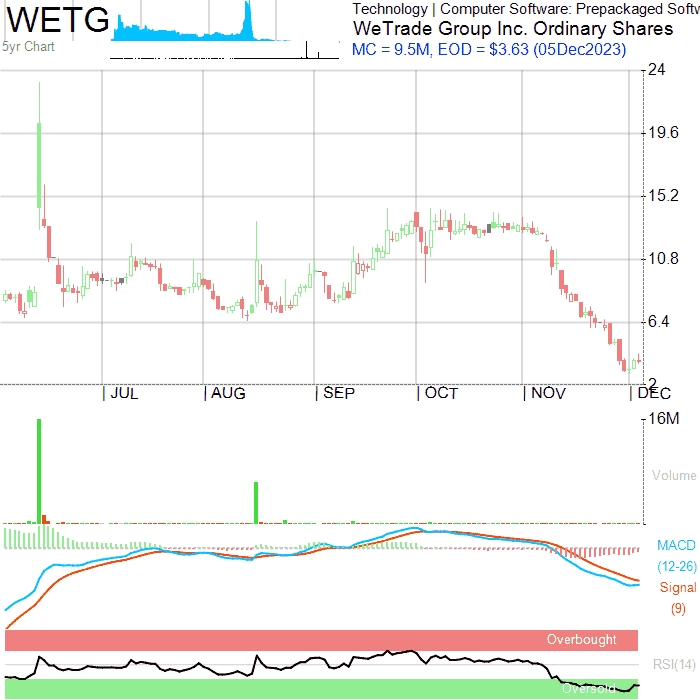 WETG
5yr Chart
Technology | Computer Software: Prepackaged Softw
WeTrade Group Inc. Ordinary Shares
MC = 9.5M, EOD = $3.63 (05Dec2023)
24
19.6
15.2
10.8
6.4
2
JUL AUG SEP OCT NOV DEC
16M
Volume
MACD
(12-26)
Signal
(9)
Overbought
RSI(14)
Oversold